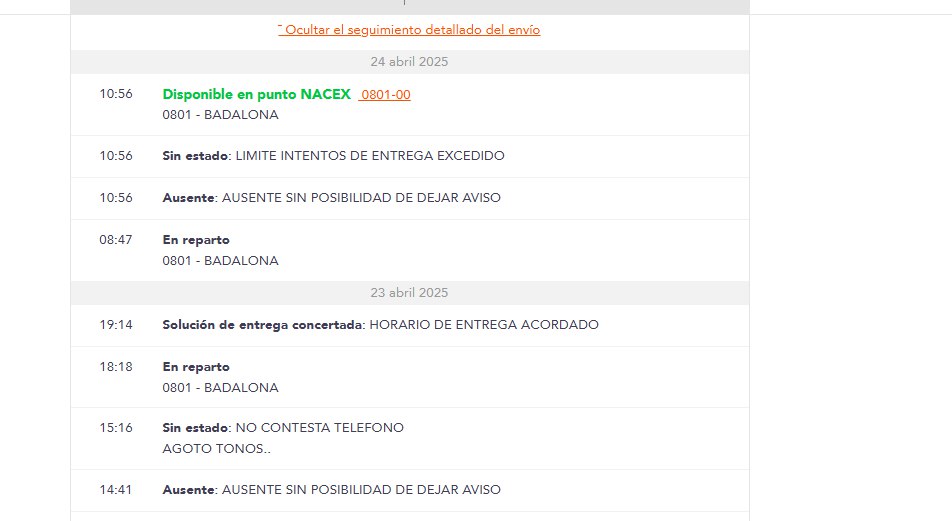 Ocultar el seguimiento detallado del envío
24 abril 2025
10:56 Disponible en punto NACEX 0801-00
0801 - BADALONA
10:56 Sin estado: LIMITE INTENTOS DE ENTREGA EXCEDIDO
10:56 Ausente: AUSENTE SIN POSIBILIDAD DE DEJAR AVISO
08:47 En reparto
0801 - BADALONA
23 abril 2025
19:14 Solución de entrega concertada: HORARIO DE ENTREGA ACORDADO
18:18 En reparto
0801 - BADALONA
15:16 Sin estado: NO CONTESTA TELEFONO
AGOTO TONOS..
14:41 Ausente: AUSENTE SIN POSIBILIDAD DE DEJAR AVISO